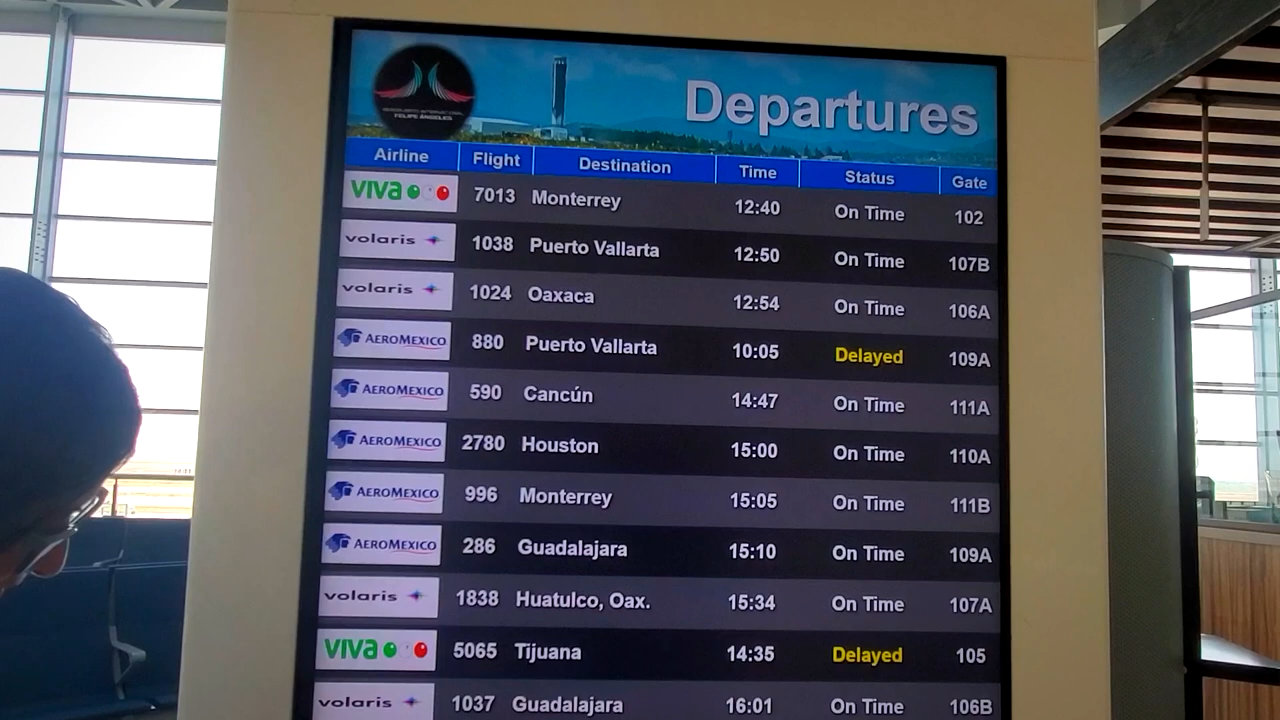 AEROPUERTO INTERNACIONAL
FELIPE ÁNGELES
Departures
Airline Flight Destination Time Status Gate
VIVA 7013 Monterrey 12:40 On Time 102
volaris 1038 Puerto Vallarta 12:50 On Time 107B
volaris 1024 Oaxaca 12:54 On Time 106A
AEROMEXICO 880 Puerto Vallarta 10:05 Delayed 109A
AEROMEXICO 590 Cancún 14:47 On Time 111A
AEROMEXICO 2780 Houston 15:00 On Time 110A
AEROMEXICO 996 Monterrey 15:05 On Time 111B
AEROMEXICO 286 Guadalajara 15:10 On Time 109A
volaris 1838 Huatulco, Oax. 15:34 On Time 107A
VIVA 5065 Tijuana 14:35 Delayed 105
volaris 1037 Guadalajara 16:01 On Time 106B